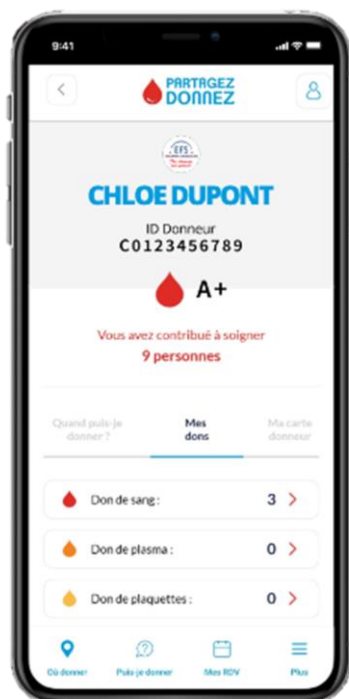 9:41
PARTAGEZ
DONNEZ
EFS
CHLOE DUPONT
ID Donneur
C0123456789
A+
Vous avez contribué à soigner
9 personnes
Quand puis-je
donner ?
Mes
dons
Ma carte
donneur
Don de sang : 3
Don de plasma : 0
Don de plaquettes : 0
Où donner
Puis-je donner
Mes RDV
Plus